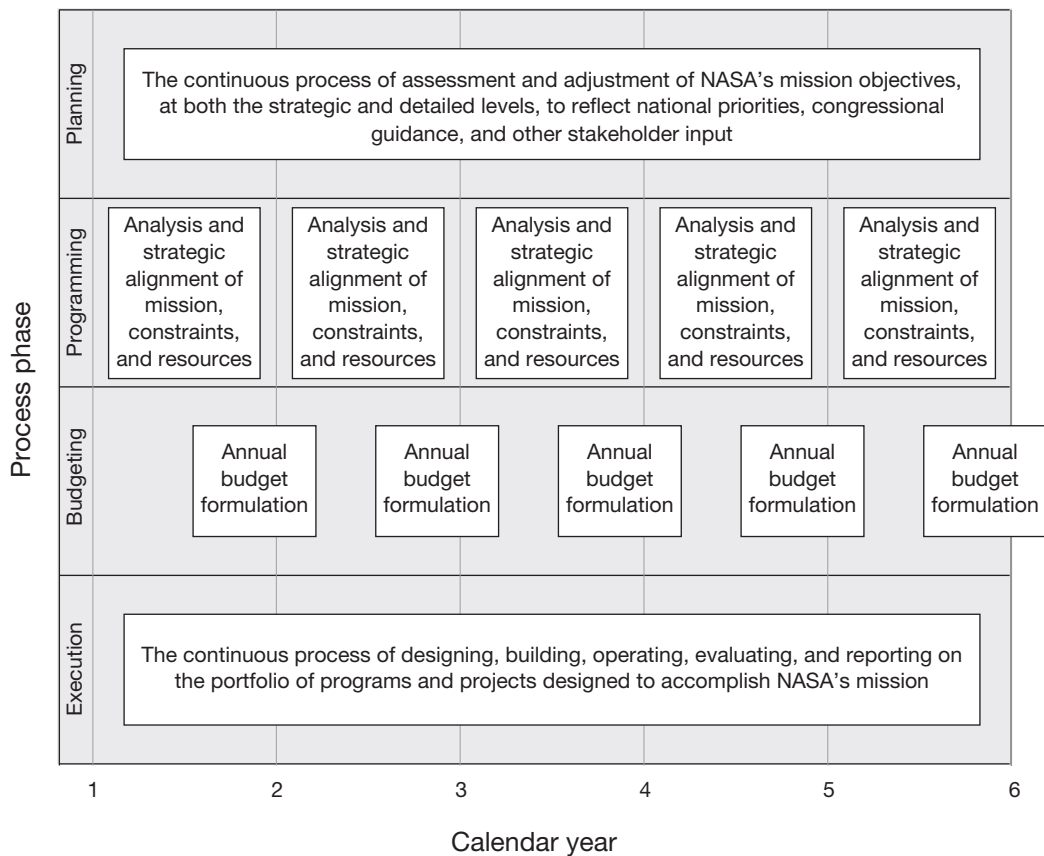 Process phase
Planning
The continuous process of assessment and adjustment of NASA's mission objectives,
at both the strategic and detailed levels, to reflect national priorities, congressional
guidance, and other stakeholder input
Programming
Analysis and
strategic
alignment of
mission,
constraints,
and resources
Analysis and
strategic
alignment of
mission,
constraints,
and resources
Analysis and
strategic
alignment of
mission,
constraints,
and resources
Analysis and
strategic
alignment of
mission,
constraints,
and resources
Analysis and
strategic
alignment of
mission,
constraints,
and resources
Budgeting
Annual
budget
formulation
Annual
budget
formulation
Annual
budget
formulation
Annual
budget
formulation
Annual
budget
formulation
Execution
The continuous process of designing, building, operating, evaluating, and reporting on
the portfolio of programs and projects designed to accomplish NASA's mission
1 2 3 4 5 6
Calendar year